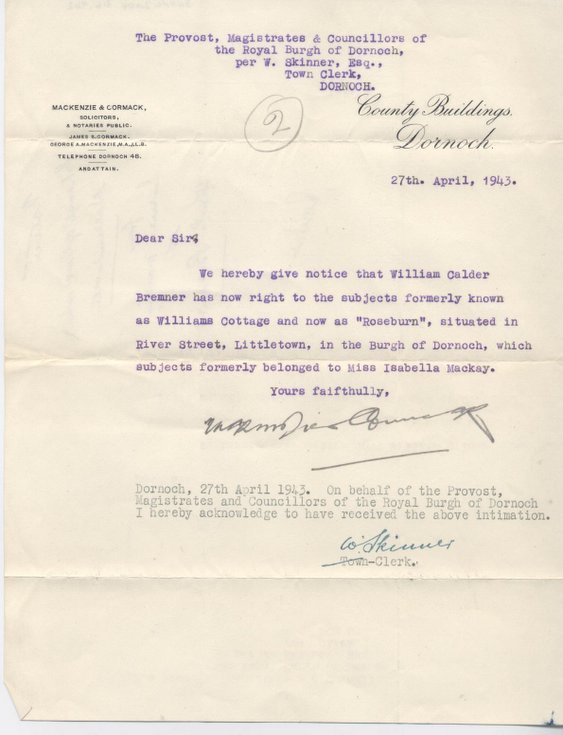 The Provost, Magistrates & Councillors of
the Royal Burgh of Dornoch,
per W. Skinner, Esq.,
Town Clerk,
DORNOCH.
MACKENZIE & CORMACK,
SOLICITORS,
& NOTARIES PUBLIC.
JAMES S. CORMACK.
GEORGE A. MACKENZIE, M.A., LL.B.
TELEPHONE DORNOCH 45.
ANDATTAIN.
2
County Buildings.
Dornoch.
27th. April, 1943.
Dear Sir,
We hereby give notice that William Calder
Bremner has now right to the subjects formerly known
as Williams Cottage and now as "Roseburn", situated in
River Street, Littletown, in the Burgh of Dornoch, which
subjects formerly belonged to Miss Isabella Mackay.
Yours faifthully,
Mackenzie & Cormack
Dornoch, 27th April 1943. On behalf of the Provost,
Magistrates and Councillors of the Royal Burgh of Dornoch
I hereby acknowledge to have received the above intimation.
W. Skinner
Town-Clerk.